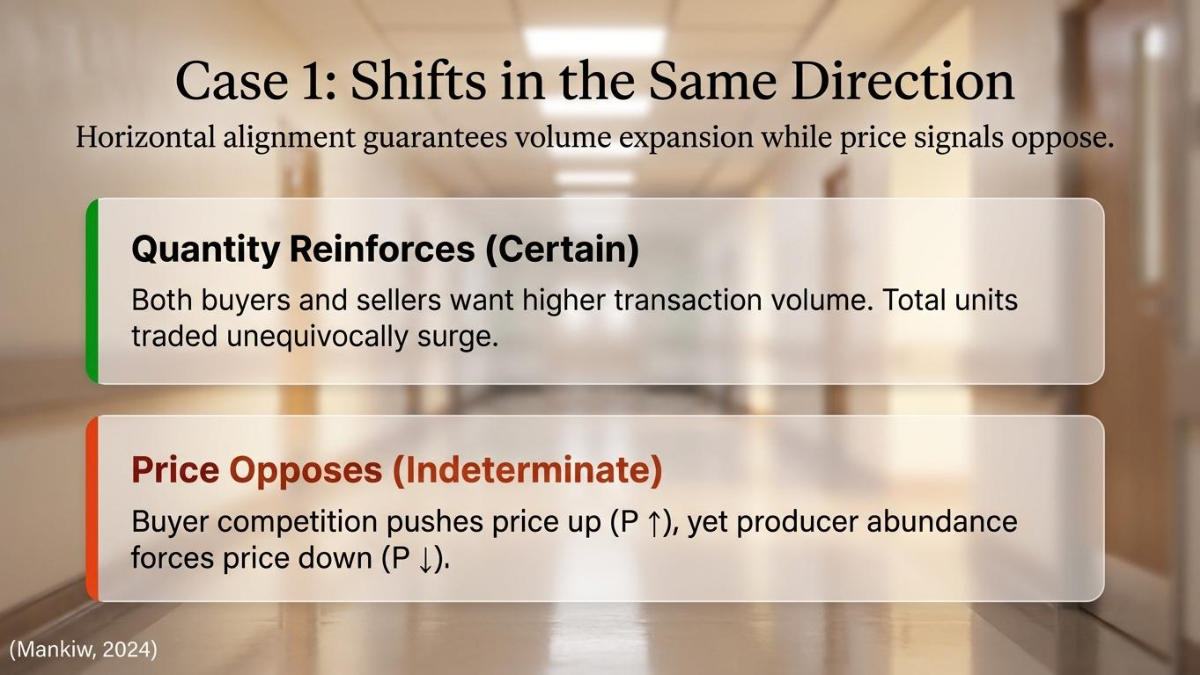 Case 1: Shifts in the Same Direction
Horizontal alignment guarantees volume expansion while price signals oppose.
Quantity Reinforces (Certain)
Both buyers and sellers want higher transaction volume. Total units
traded unequivocally surge.
Price Opposes (Indeterminate)
Buyer competition pushes price up (P ↑), yet producer abundance
forces price down (P ↓).
(Mankiw, 2024)